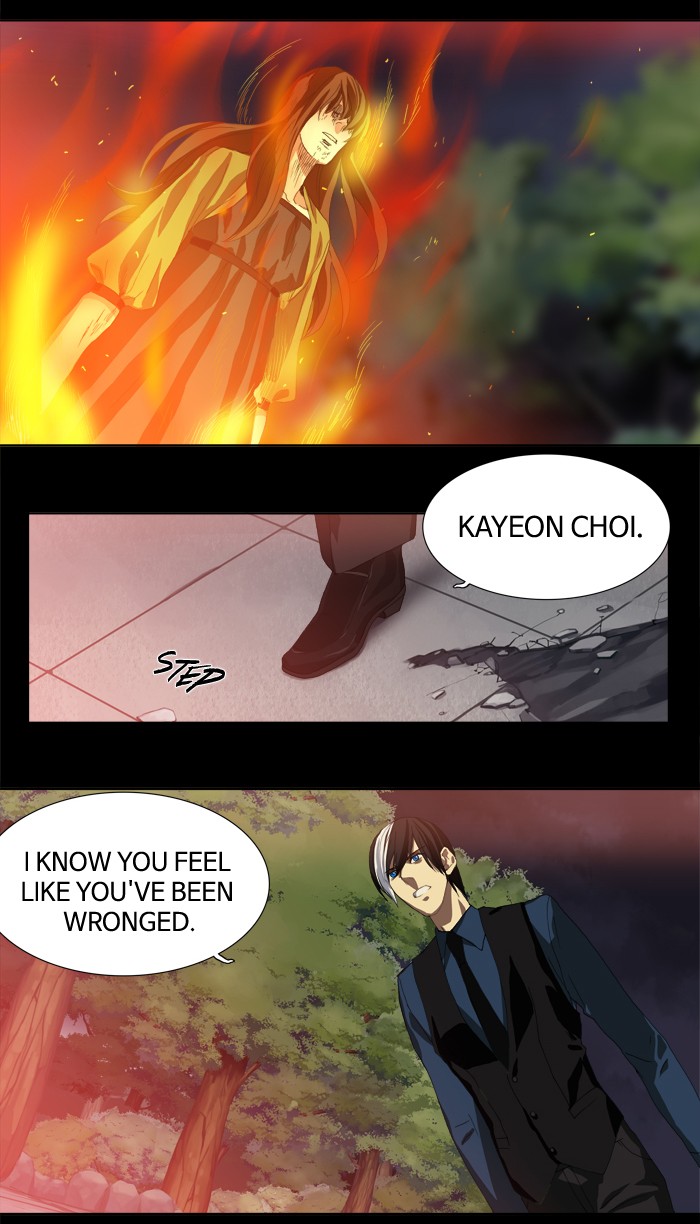 KAYEON CHOI.
STEP
I KNOW YOU FEEL
LIKE YOU'VE BEEN
WRONGED.